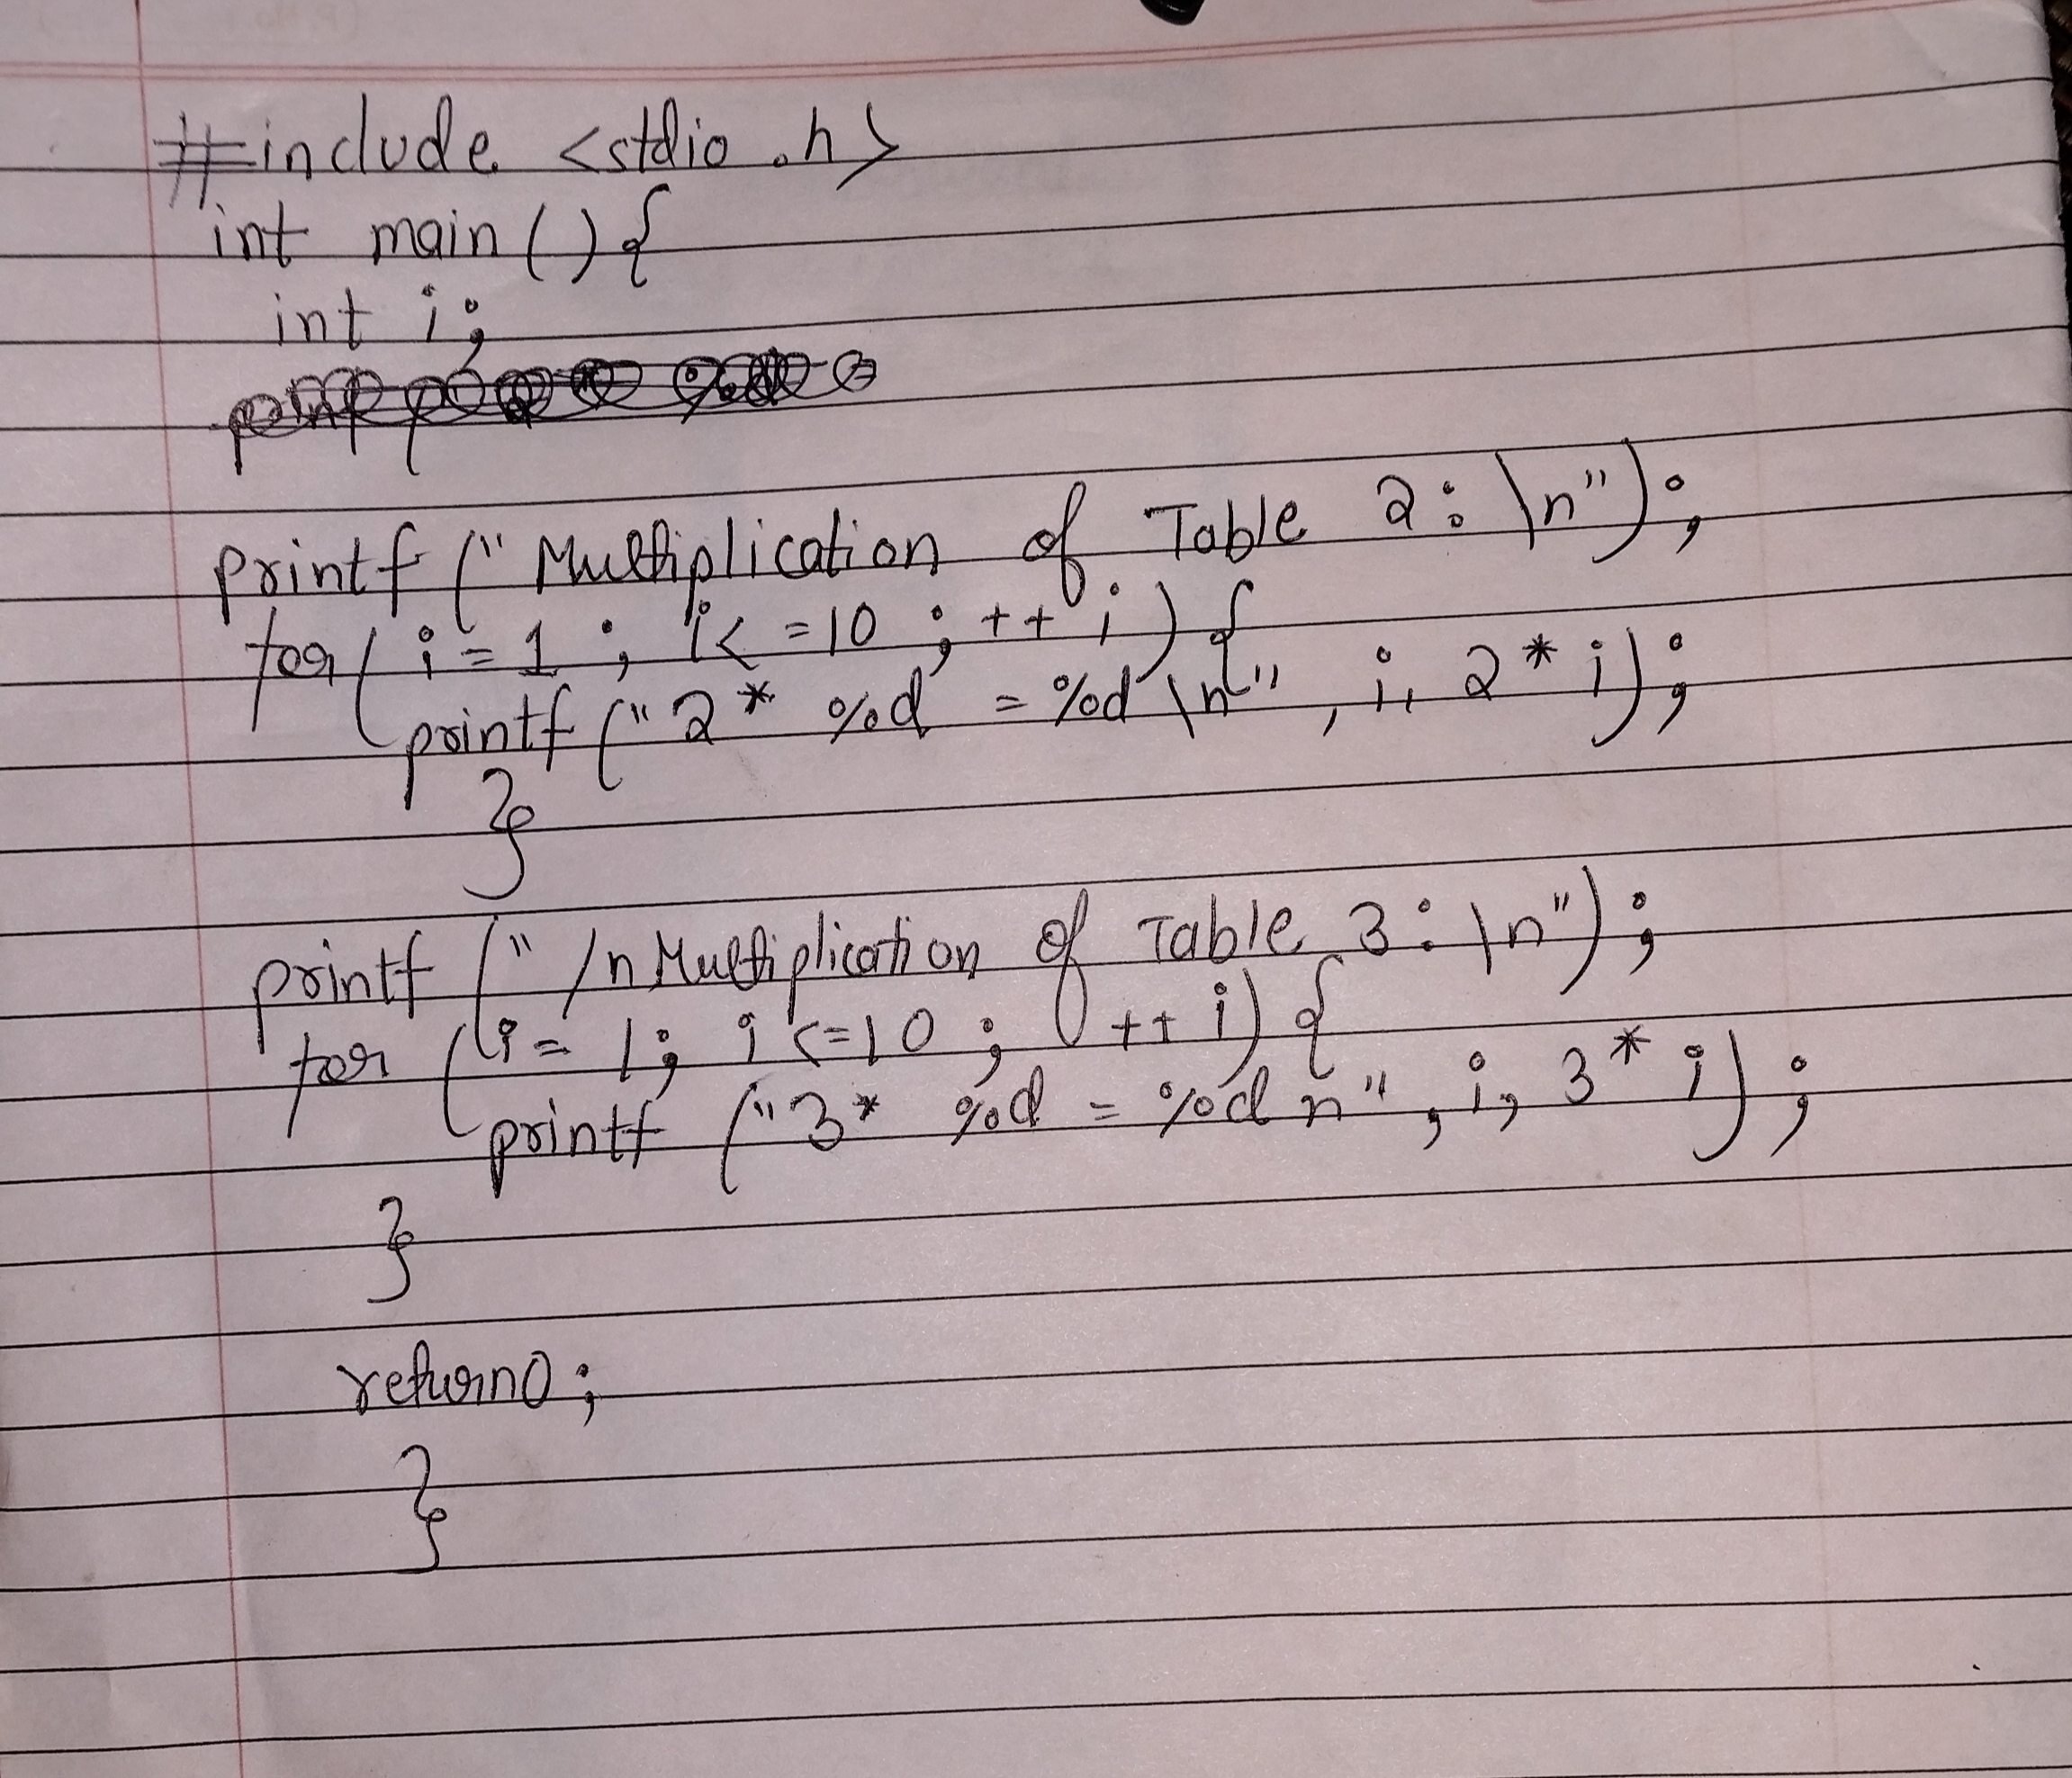 #include <stdio.h>
int main () {
int i;
printf ("Multiplication of Table 2: \n");
for (i = 1 ; i< =10 ; ++i) {
printf ("2 * %d = %d \n" , i, 2 * i);
}
printf (" /n Multiplication of Table 3: \n");
for (i = 1; i <=10 ; ++ i) {
printf ("3 * %d = %d n" , i, 3 * i);
}
return0;
}